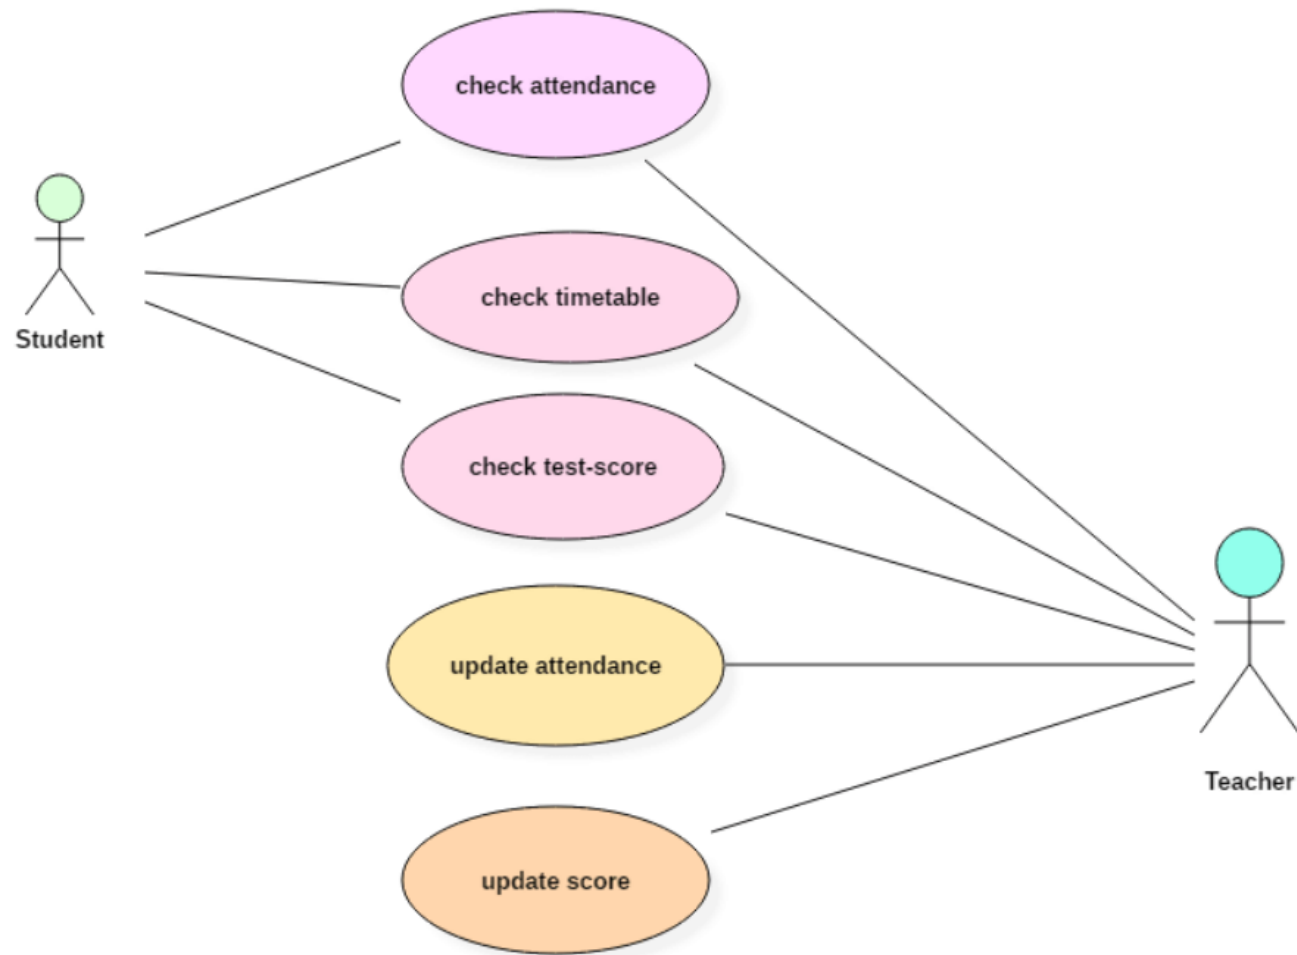 check attendance
check timetable
Student
check test-score
update attendance
Teacher
update score